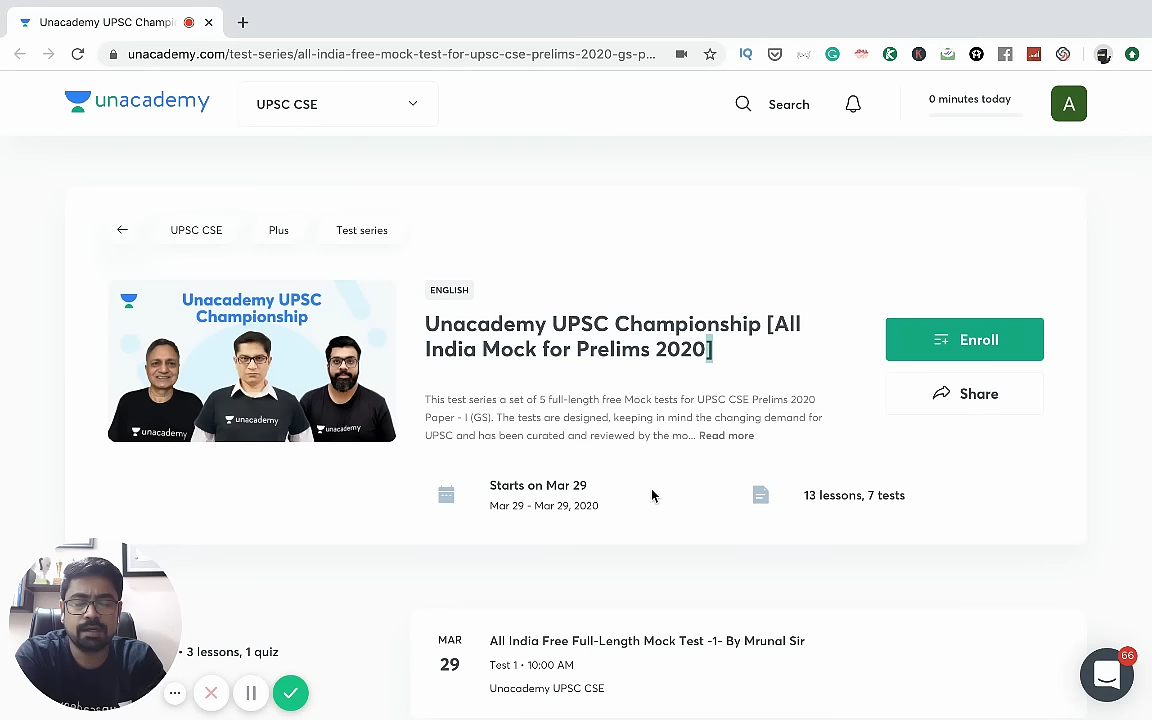 Unacademy UPSC Champi
unacademy.com/test-series/all-india-free-mock-test-for-upsc-cse-prelims-2020-gs-p...
IQ
unacademy
UPSC CSE
Search
0 minutes today
A
UPSC CSE
Plus
Test series
Unacademy UPSC
Championship
unacademy
unacademy
unacademy
ENGLISH
Unacademy UPSC Championship [All
India Mock for Prelims 2020]
This test series a set of 5 full-length free Mock tests for UPSC CSE Prelims 2020
Paper - I (GS). The tests are designed, keeping in mind the changing demand for
UPSC and has been curated and reviewed by the mo... Read more
Enroll
Share
Starts on Mar 29
Mar 29 - Mar 29, 2020
13 lessons, 7 tests
• 3 lessons, 1 quiz
MAR
29
All India Free Full-Length Mock Test -1- By Mrunal Sir
Test 1 • 10:00 AM
Unacademy UPSC CSE
66